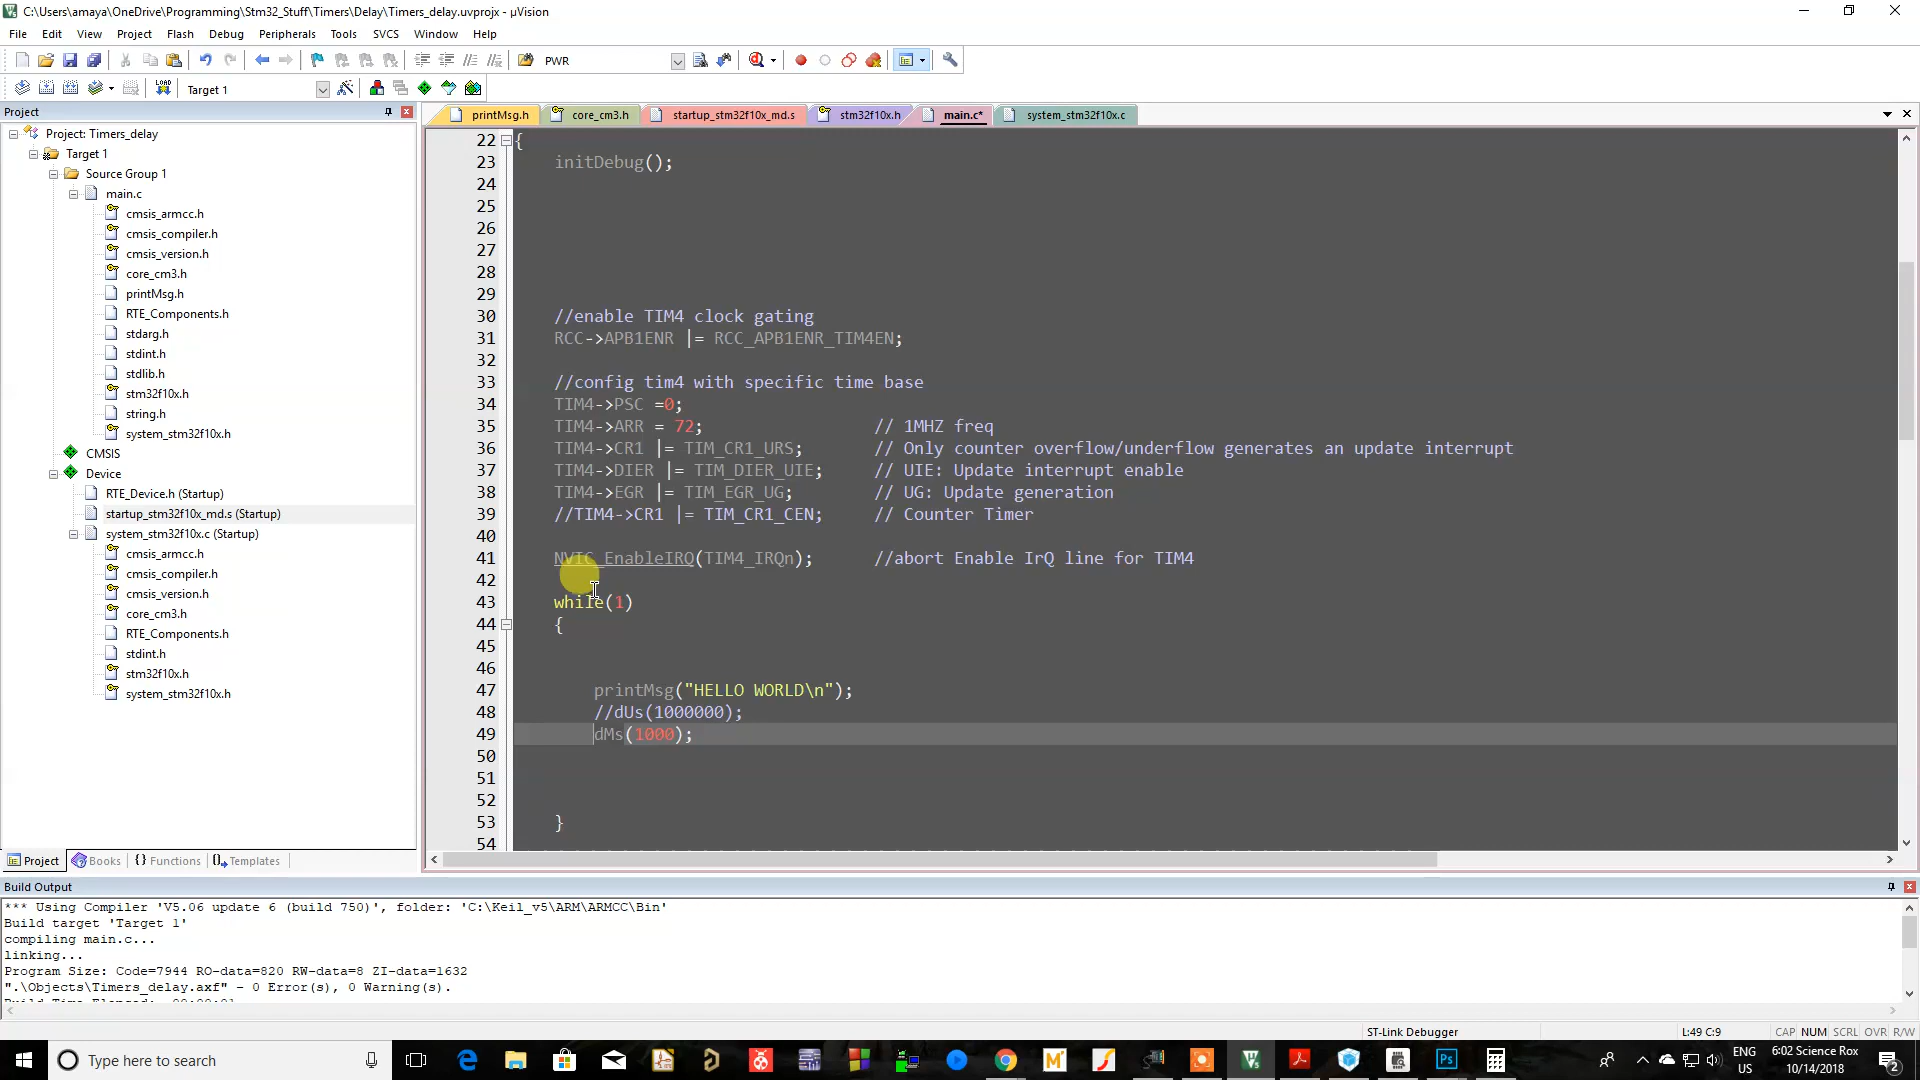 C:\Users\amaya\OneDrive\Programming\Stm32_Stuff\Timers\Delay\Timers_delay.uvprojx - µVision
File Edit View Project Flash Debug Peripherals Tools SVCS Window Help
PWR
LOAD
Target 1
Project
Project: Timers_delay
Target 1
Source Group 1
main.c
cmsis_armcc.h
cmsis_compiler.h
cmsis_version.h
core_cm3.h
printMsg.h
RTE_Components.h
stdarg.h
stdint.h
stdlib.h
stm32f10x.h
string.h
system_stm32f10x.h
CMSIS
Device
RTE_Device.h (Startup)
startup_stm32f10x_md.s (Startup)
system_stm32f10x.c (Startup)
cmsis_armcc.h
cmsis_compiler.h
cmsis_version.h
core_cm3.h
RTE_Components.h
stdint.h
stm32f10x.h
system_stm32f10x.h
Project Books {} Functions Templates
printMsg.h core_cm3.h startup_stm32f10x_md.s stm32f10x.h main.c* system_stm32f10x.c
22 {
23 initDebug();
24
25
26
27
28
29
30 //enable TIM4 clock gating
31 RCC->APB1ENR |= RCC_APB1ENR_TIM4EN;
32
33 //config tim4 with specific time base
34 TIM4->PSC =0;
35 TIM4->ARR = 72; // 1MHZ freq
36 TIM4->CR1 |= TIM_CR1_URS; // Only counter overflow/underflow generates an update interrupt
37 TIM4->DIER |= TIM_DIER_UIE; // UIE: Update interrupt enable
38 TIM4->EGR |= TIM_EGR_UG; // UG: Update generation
39 //TIM4->CR1 |= TIM_CR1_CEN; // Counter Timer
40
41 NVIC_EnableIRQ(TIM4_IRQn); //abort Enable IrQ line for TIM4
42
43 while(1)
44 {
45
46
47 printMsg("HELLO WORLD\n");
48 //dUs(1000000);
49 dMs(1000);
50
51
52
53 }
54
Build Output
*** Using Compiler 'V5.06 update 6 (build 750)', folder: 'C:\Keil_v5\ARM\ARMCC\Bin'
Build target 'Target 1'
compiling main.c...
linking...
Program Size: Code=7944 RO-data=820 RW-data=8 ZI-data=1632
".\Objects\Timers_delay.axf" - 0 Error(s), 0 Warning(s).
Build Time Elapsed: 00:00:01
ST-Link Debugger L:49 C:9 CAP NUM SCRL OVR R/W
Type here to search
ENG
US
6:02 Science Rox
10/14/2018
2